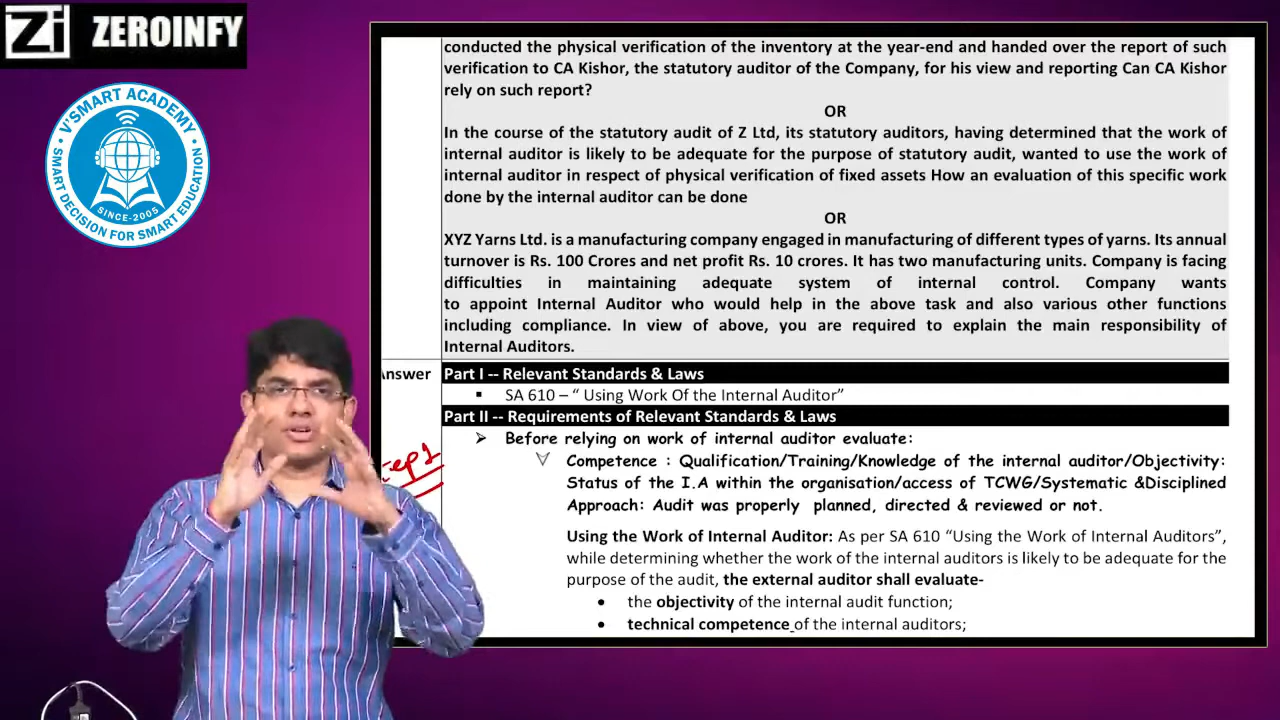 Zi ZEROINFY
V'SMART ACADEMY
SMART DECISION FOR SMART EDUCATION
SINCE-2005
conducted the physical verification of the inventory at the year-end and handed over the report of such
verification to CA Kishor, the statutory auditor of the Company, for his view and reporting Can CA Kishor
rely on such report?
OR
In the course of the statutory audit of Z Ltd, its statutory auditors, having determined that the work of
internal auditor is likely to be adequate for the purpose of statutory audit, wanted to use the work of
internal auditor in respect of physical verification of fixed assets How an evaluation of this specific work
done by the internal auditor can be done
OR
XYZ Yarns Ltd. is a manufacturing company engaged in manufacturing of different types of yarns. Its annual
turnover is Rs. 100 Crores and net profit Rs. 10 crores. It has two manufacturing units. Company is facing
difficulties in maintaining adequate system of internal control. Company wants
to appoint Internal Auditor who would help in the above task and also various other functions
including compliance. In view of above, you are required to explain the main responsibility of
Internal Auditors.
Answer Part I -- Relevant Standards & Laws
▪ SA 610 – “ Using Work Of the Internal Auditor”
Part II -- Requirements of Relevant Standards & Laws
➢ Before relying on work of internal auditor evaluate:
Competence : Qualification/Training/Knowledge of the internal auditor/Objectivity:
Status of the I.A within the organisation/access of TCWG/Systematic &Disciplined
Approach: Audit was properly planned, directed & reviewed or not.
Using the Work of Internal Auditor: As per SA 610 “Using the Work of Internal Auditors”,
while determining whether the work of the internal auditors is likely to be adequate for the
purpose of the audit, the external auditor shall evaluate-
• the objectivity of the internal audit function;
• technical competence of the internal auditors;